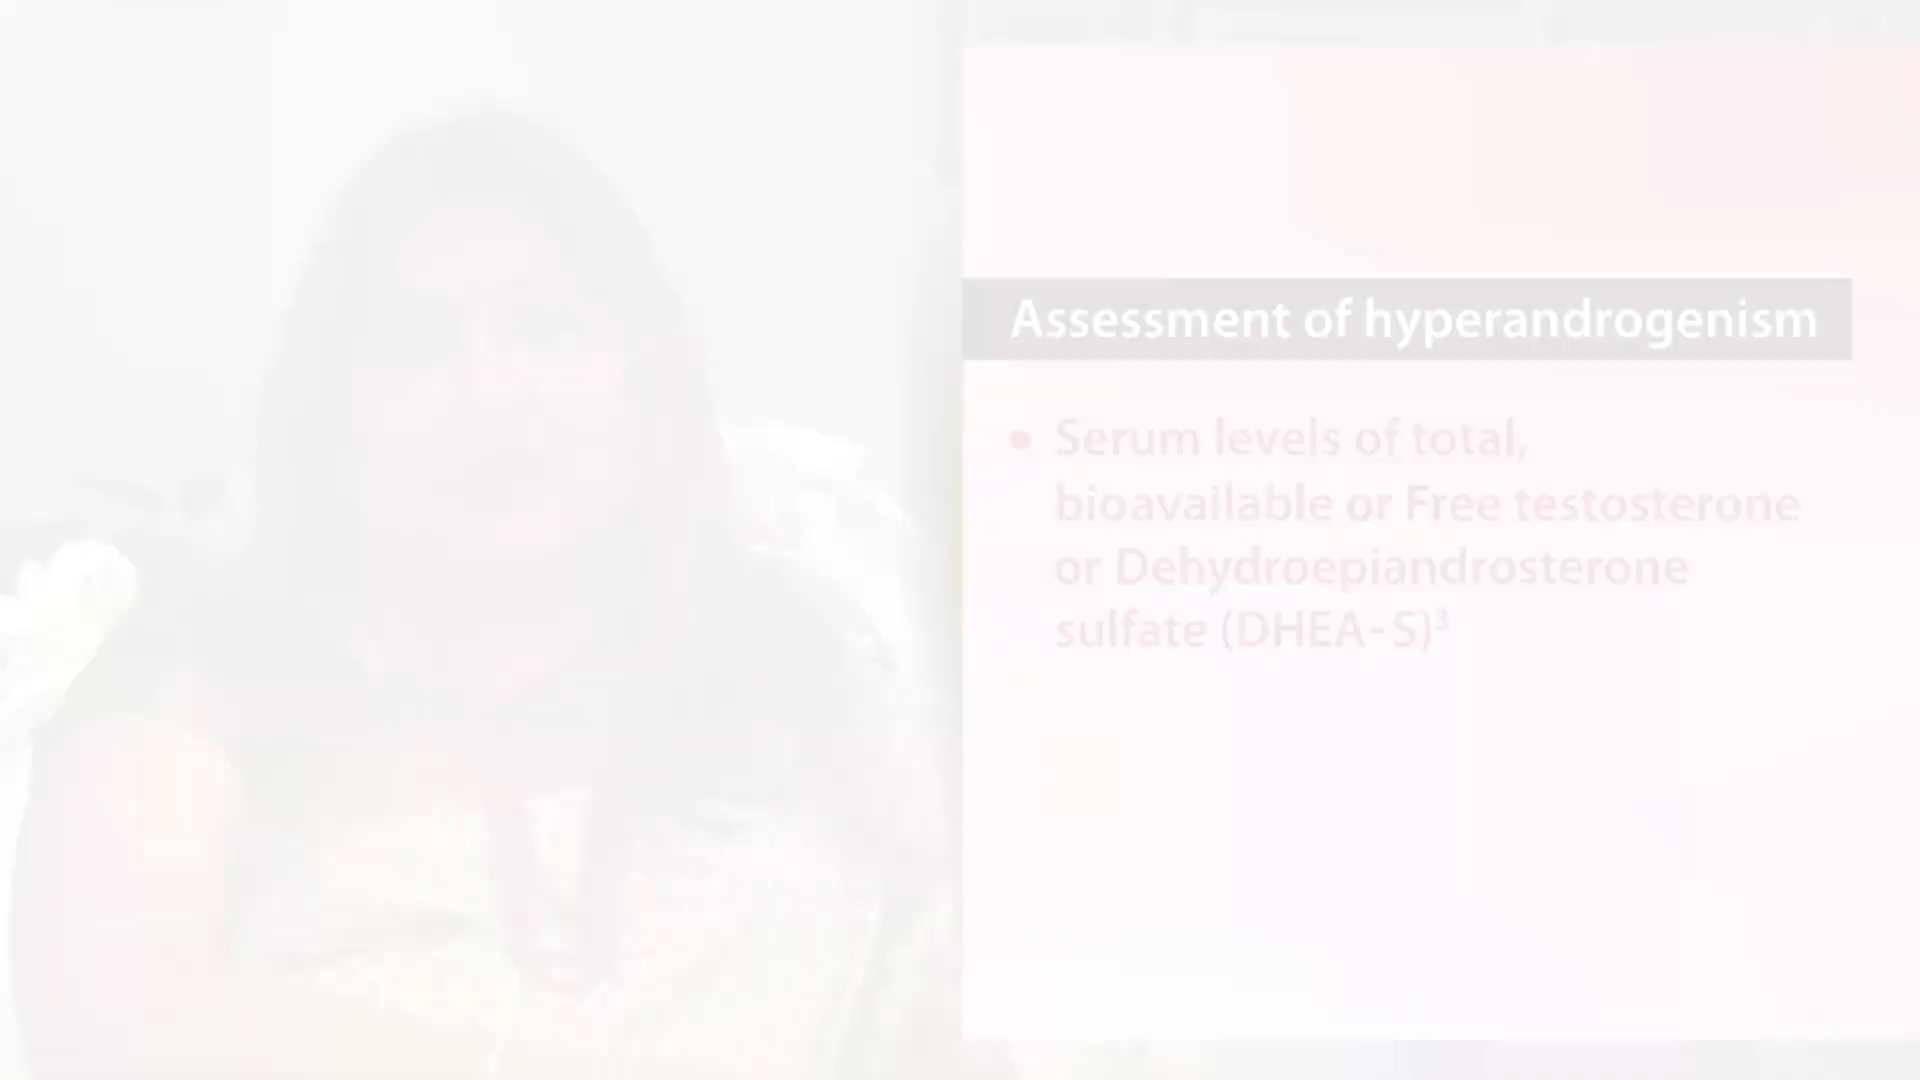 Assessment of hyperandrogenism
• Serum levels of total,
bioavailable or Free testosterone
or Dehydroepiandrosterone
sulfate (DHEA-S)³